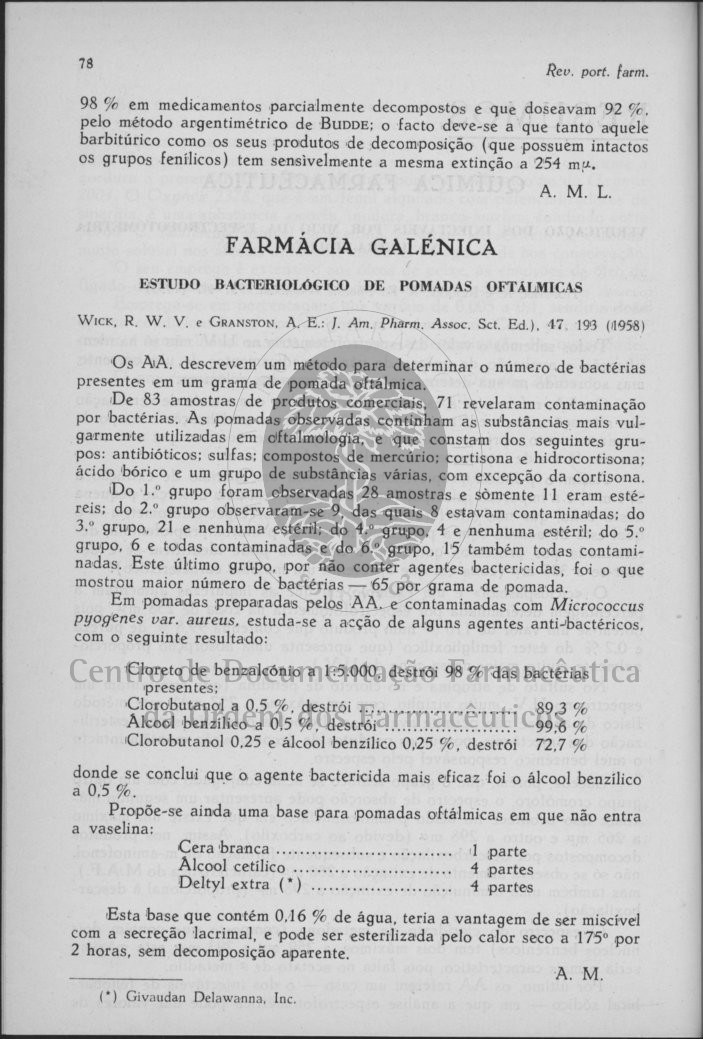 78
Rev. port. farm.
98 % em medicamentos parcialmente decompostos e que doseavam 92 %,
pelo método argentimétrico de BUDDE; o facto deve-se a que tanto aquele
barbitúrico como os seus produtos de decomposição (que possuem intactos
os grupos fenílicos) tem sensìvelmente a mesma extinção a 254 mµ.
A. M. L.
FARMÁCIA GALÉNICA
ESTUDO BACTERIOLÓGICO DE POMADAS OFTÁLMICAS
WICK, R. W. V. e GRANSTON, A. E.: J. Am. Pharm. Assoc. Sct. Ed.), 47, 193 (1958)
Os AA. descrevem um método para determinar o número de bactérias
presentes em um grama de pomada oftálmica.
De 83 amostras de produtos comerciais, 71 revelaram contaminação
por bactérias. As pomadas observadas continham as substâncias mais vul-
garmente utilizadas em oftalmologia, e que constam dos seguintes gru-
pos: antibióticos; sulfas; compostos de mercúrio; cortisona e hidrocortisona;
ácido bórico e um grupo de substâncias várias, com excepção da cortisona.
Do 1.º grupo foram observadas 28 amostras e sòmente 11 eram esté-
reis; do 2.º grupo observaram-se 9, das quais 8 estavam contaminadas; do
3.º grupo, 21 e nenhuma estéril; do 4.º grupo, 4 e nenhuma estéril; do 5.º
grupo, 6 e todas contaminadas e do 6.º grupo, 15 também todas contami-
nadas. Este último grupo, por não conter agentes bactericidas, foi o que
mostrou maior número de bactérias — 65 por grama de pomada.
Em pomadas preparadas pelos AA. e contaminadas com Micrococcus
pyogenes var. aureus, estuda-se a acção de alguns agentes anti-bactéricos,
com o seguinte resultado:
Cloreto de benzalcónio a 1:5.000, destrói 98 % das bactérias
presentes;
Clorobutanol a 0,5 %, destrói ........................ 89,3 %
Álcool benzílico a 0,5 %, destrói ..................... 99,6 %
Clorobutanol 0,25 e álcool benzílico 0,25 %, destrói 72,7 %
Centro de Documentação Farmacêutica
da Ordem dos Farmacêuticos
donde se conclui que o agente bactericida mais eficaz foi o álcool benzílico
a 0,5 %.
Propõe-se ainda uma base para pomadas oftálmicas em que não entra
a vaselina:
Cera branca .............................. 1 parte
Álcool cetílico ........................... 4 partes
Deltyl extra (*) ........................ 4 partes
Esta base que contém 0,16 % de água, teria a vantagem de ser miscível
com a secreção lacrimal, e pode ser esterilizada pelo calor seco a 175º por
2 horas, sem decomposição aparente.
A. M.
(*) Givaudan Delawanna, Inc.